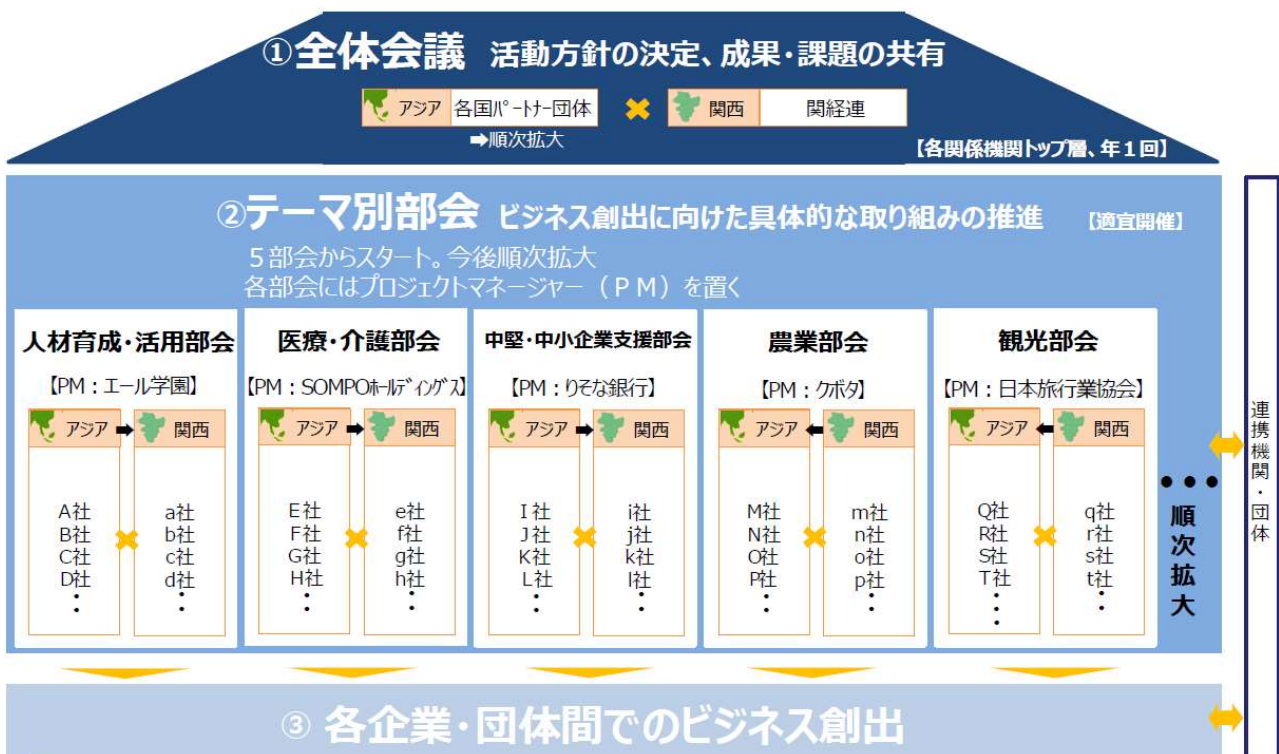 ①全体会議 活動方針の決定、成果・課題の共有
アジア 各国パートナー団体 ✖ 関西 関経連
➡順次拡大
【各関係機関トップ層、年1回】
②テーマ別部会 ビジネス創出に向けた具体的な取り組みの推進 【適宜開催】
5部会からスタート。今後順次拡大
各部会にはプロジェクトマネージャー(PM)を置く
人材育成・活用部会
【PM:エール学園】
アジア ➡ 関西
A社 a社
B社 b社
C社 c社
D社 d社
医療・介護部会
【PM:SOMPOホールディングス】
アジア ➡ 関西
E社 e社
F社 f社
G社 g社
H社 h社
中堅・中小企業支援部会
【PM:りそな銀行】
アジア ➡ 関西
I社 i社
J社 j社
K社 k社
L社 l社
農業部会
【PM:クボタ】
アジア ⬅ 関西
M社 m社
N社 n社
O社 o社
P社 p社
観光部会
【PM:日本旅行業協会】
アジア ⬅ 関西
Q社 q社
R社 r社
S社 s社
T社 t社
●●●
順次拡大
連携機関・団体
③ 各企業・団体間でのビジネス創出